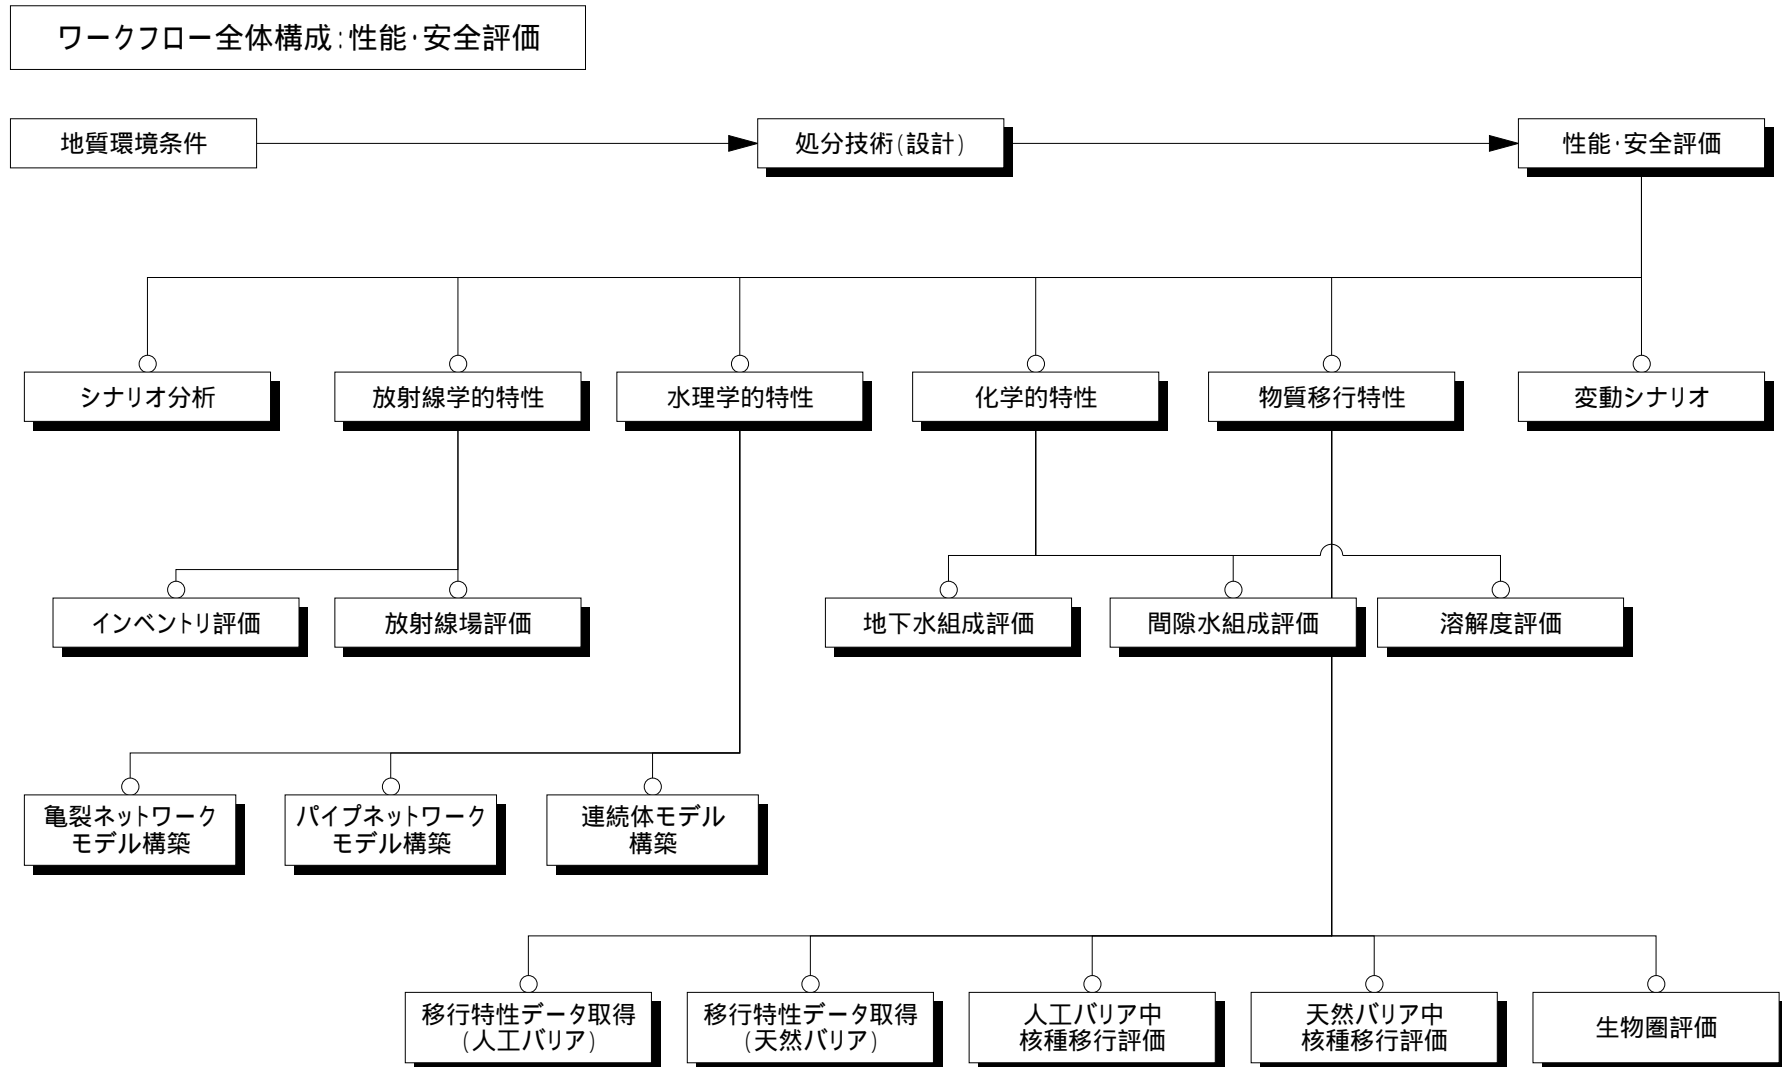 ワークフロー全体構成:性能・安全評価
地質環境条件
処分技術(設計)
性能・安全評価
シナリオ分析
放射線学的特性
水理学的特性
化学的特性
物質移行特性
変動シナリオ
インベントリ評価
放射線場評価
地下水組成評価
間隙水組成評価
溶解度評価
亀裂ネットワーク
モデル構築
パイプネットワーク
モデル構築
連続体モデル
構築
移行特性データ取得
(人工バリア)
移行特性データ取得
(天然バリア)
人工バリア中
核種移行評価
天然バリア中
核種移行評価
生物圏評価